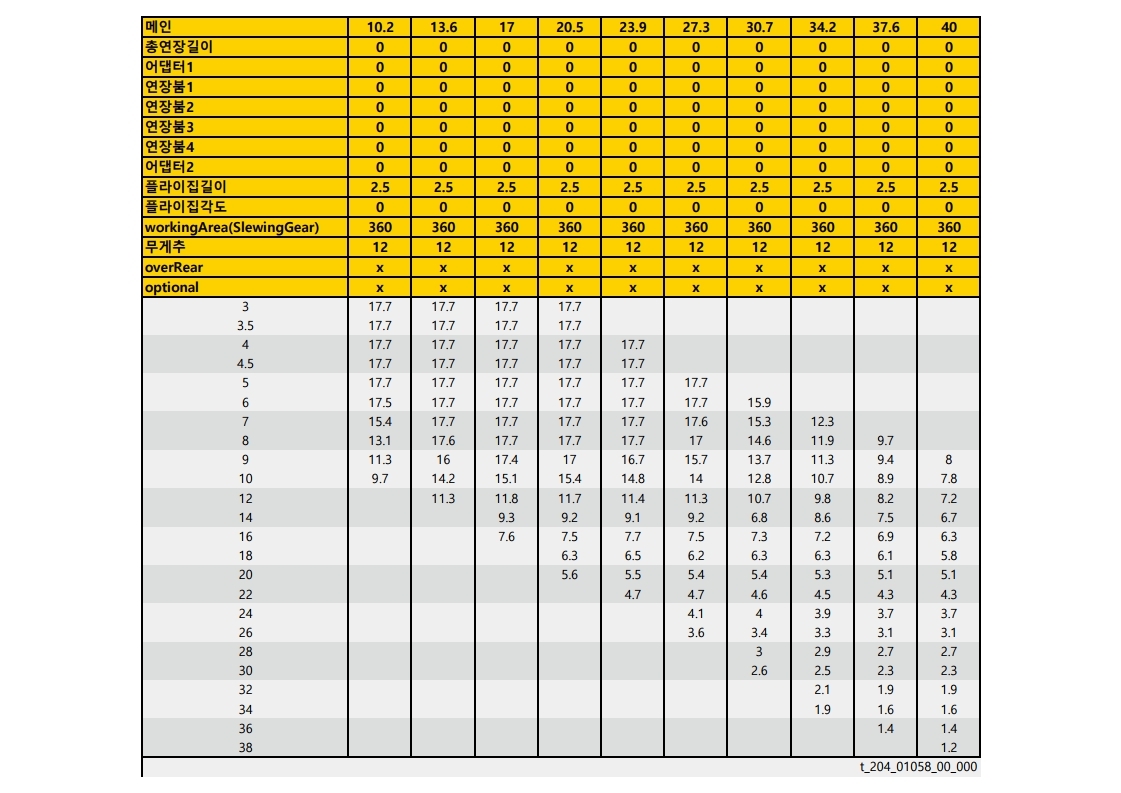 메인 10.2 13.6 17 20.5 23.9 27.3 30.7 34.2 37.6 40
총연장길이 0 0 0 0 0 0 0 0 0 0
어댑터1 0 0 0 0 0 0 0 0 0 0
연장붐1 0 0 0 0 0 0 0 0 0 0
연장붐2 0 0 0 0 0 0 0 0 0 0
연장붐3 0 0 0 0 0 0 0 0 0 0
연장붐4 0 0 0 0 0 0 0 0 0 0
어댑터2 0 0 0 0 0 0 0 0 0 0
플라이집길이 2.5 2.5 2.5 2.5 2.5 2.5 2.5 2.5 2.5 2.5
플라이집각도 0 0 0 0 0 0 0 0 0 0
workingArea(SlewingGear) 360 360 360 360 360 360 360 360 360 360
무게추 12 12 12 12 12 12 12 12 12 12
overRear x x x x x x x x x x
optional x x x x x x x x x x
3 17.7 17.7 17.7 17.7
3.5 17.7 17.7 17.7 17.7
4 17.7 17.7 17.7 17.7 17.7
4.5 17.7 17.7 17.7 17.7 17.7
5 17.7 17.7 17.7 17.7 17.7 17.7
6 17.5 17.7 17.7 17.7 17.7 17.7 15.9
7 15.4 17.7 17.7 17.7 17.7 17.6 15.3 12.3
8 13.1 17.6 17.7 17.7 17.7 17 14.6 11.9 9.7
9 11.3 16 17.4 17 16.7 15.7 13.7 11.3 9.4 8
10 9.7 14.2 15.1 15.4 14.8 14 12.8 10.7 8.9 7.8
12 11.3 11.8 11.7 11.4 11.3 10.7 9.8 8.2 7.2
14 9.3 9.2 9.1 9.2 6.8 8.6 7.5 6.7
16 7.6 7.5 7.7 7.5 7.3 7.2 6.9 6.3
18 6.3 6.5 6.2 6.3 6.3 6.1 5.8
20 5.6 5.5 5.4 5.4 5.3 5.1 5.1
22 4.7 4.7 4.6 4.5 4.3 4.3
24 4.1 4 3.9 3.7 3.7
26 3.6 3.4 3.3 3.1 3.1
28 3 2.9 2.7 2.7
30 2.6 2.5 2.3 2.3
32 2.1 1.9 1.9
34 1.9 1.6 1.6
36 1.4 1.4
38 1.2
t_204_01058_00_000